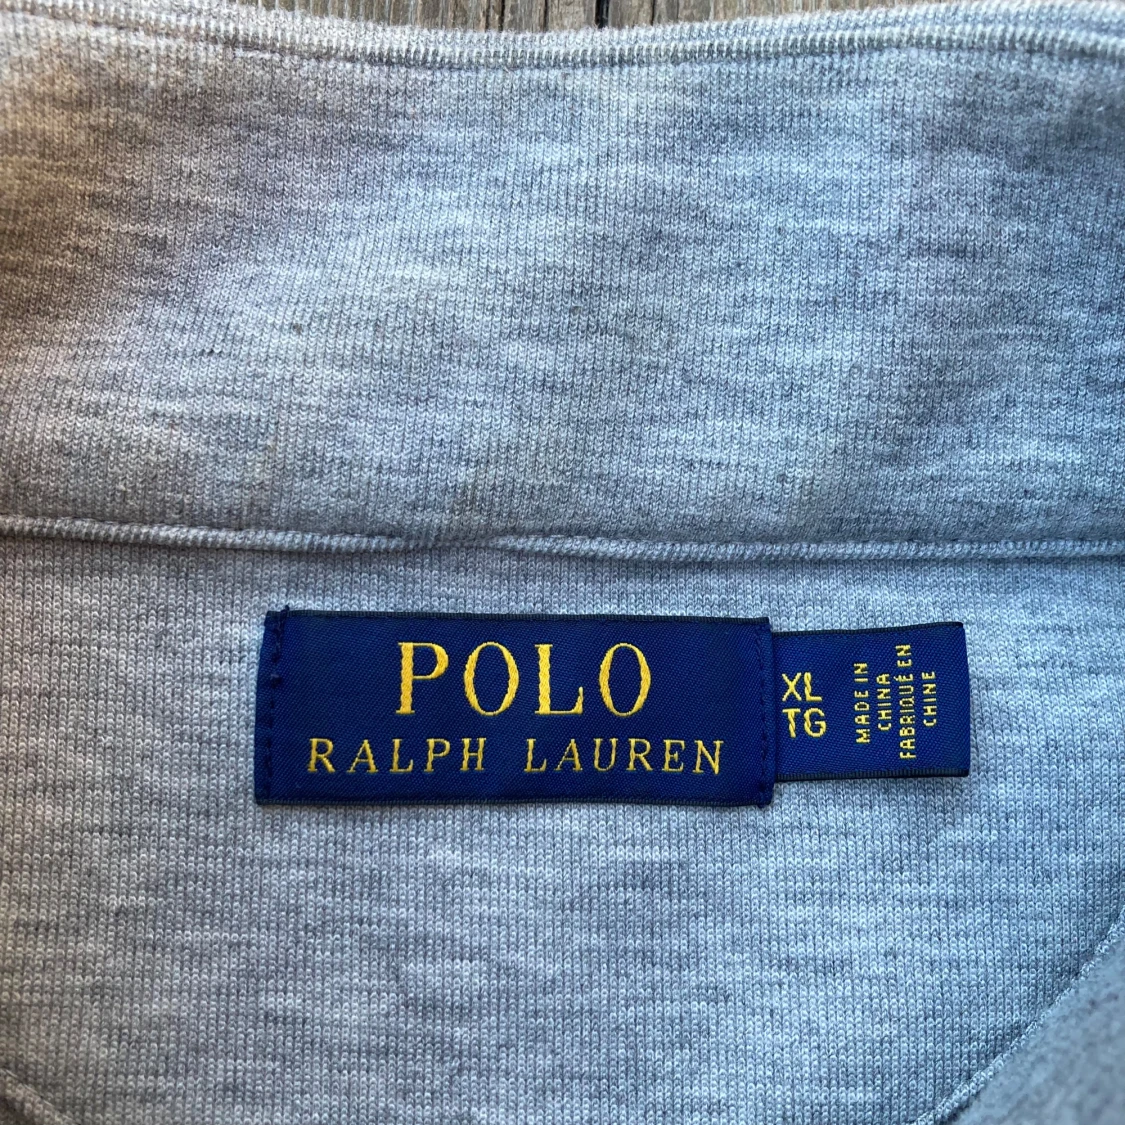 POLO
RALPH LAUREN
XL
TG
MADE IN
CHINA
FABRIQUÉ EN
CHINE